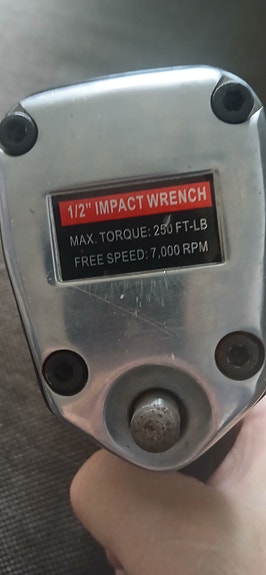 1/2" IMPACT WRENCH
MAX. TORQUE: 250 FT-LB
FREE SPEED: 7,000 RPM